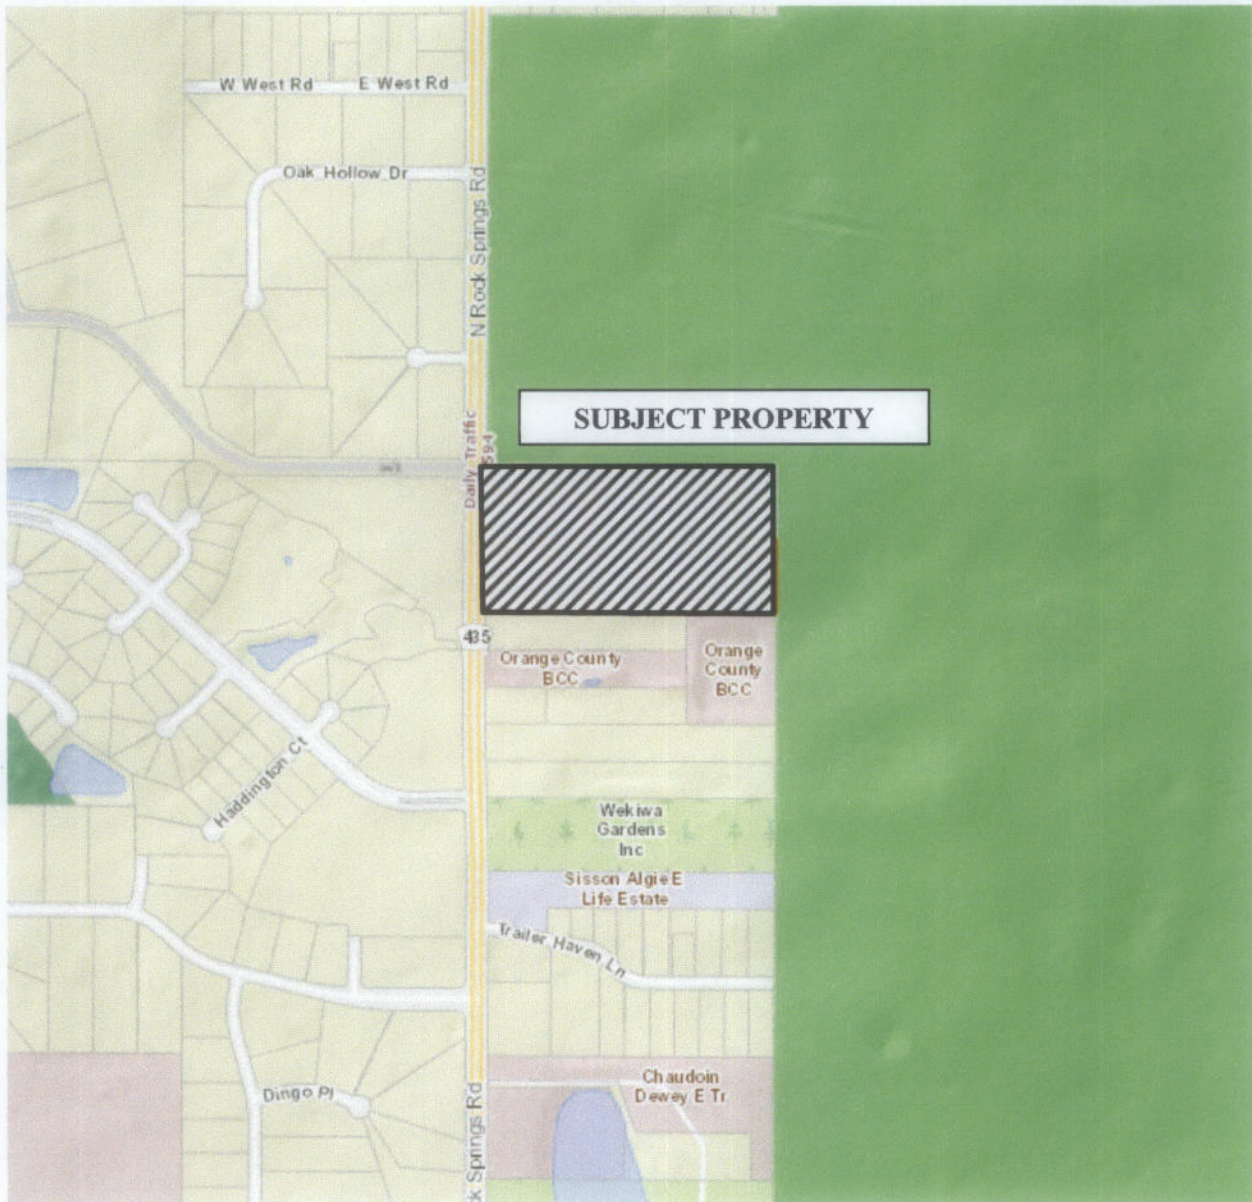 W West Rd
E West Rd
Oak Hollow Dr
N Rock Springs Rd
SUBJECT PROPERTY
Daily Traffic
594
435
Orange County
BCC
Orange
County
BCC
Haddington Ct
Wekiwa
Gardens
Inc
Sisson Algie E
Life Estate
Trailer Haven Ln
Chaudoin
Dewey E Tr
Dingo Pl
ck Springs Rd